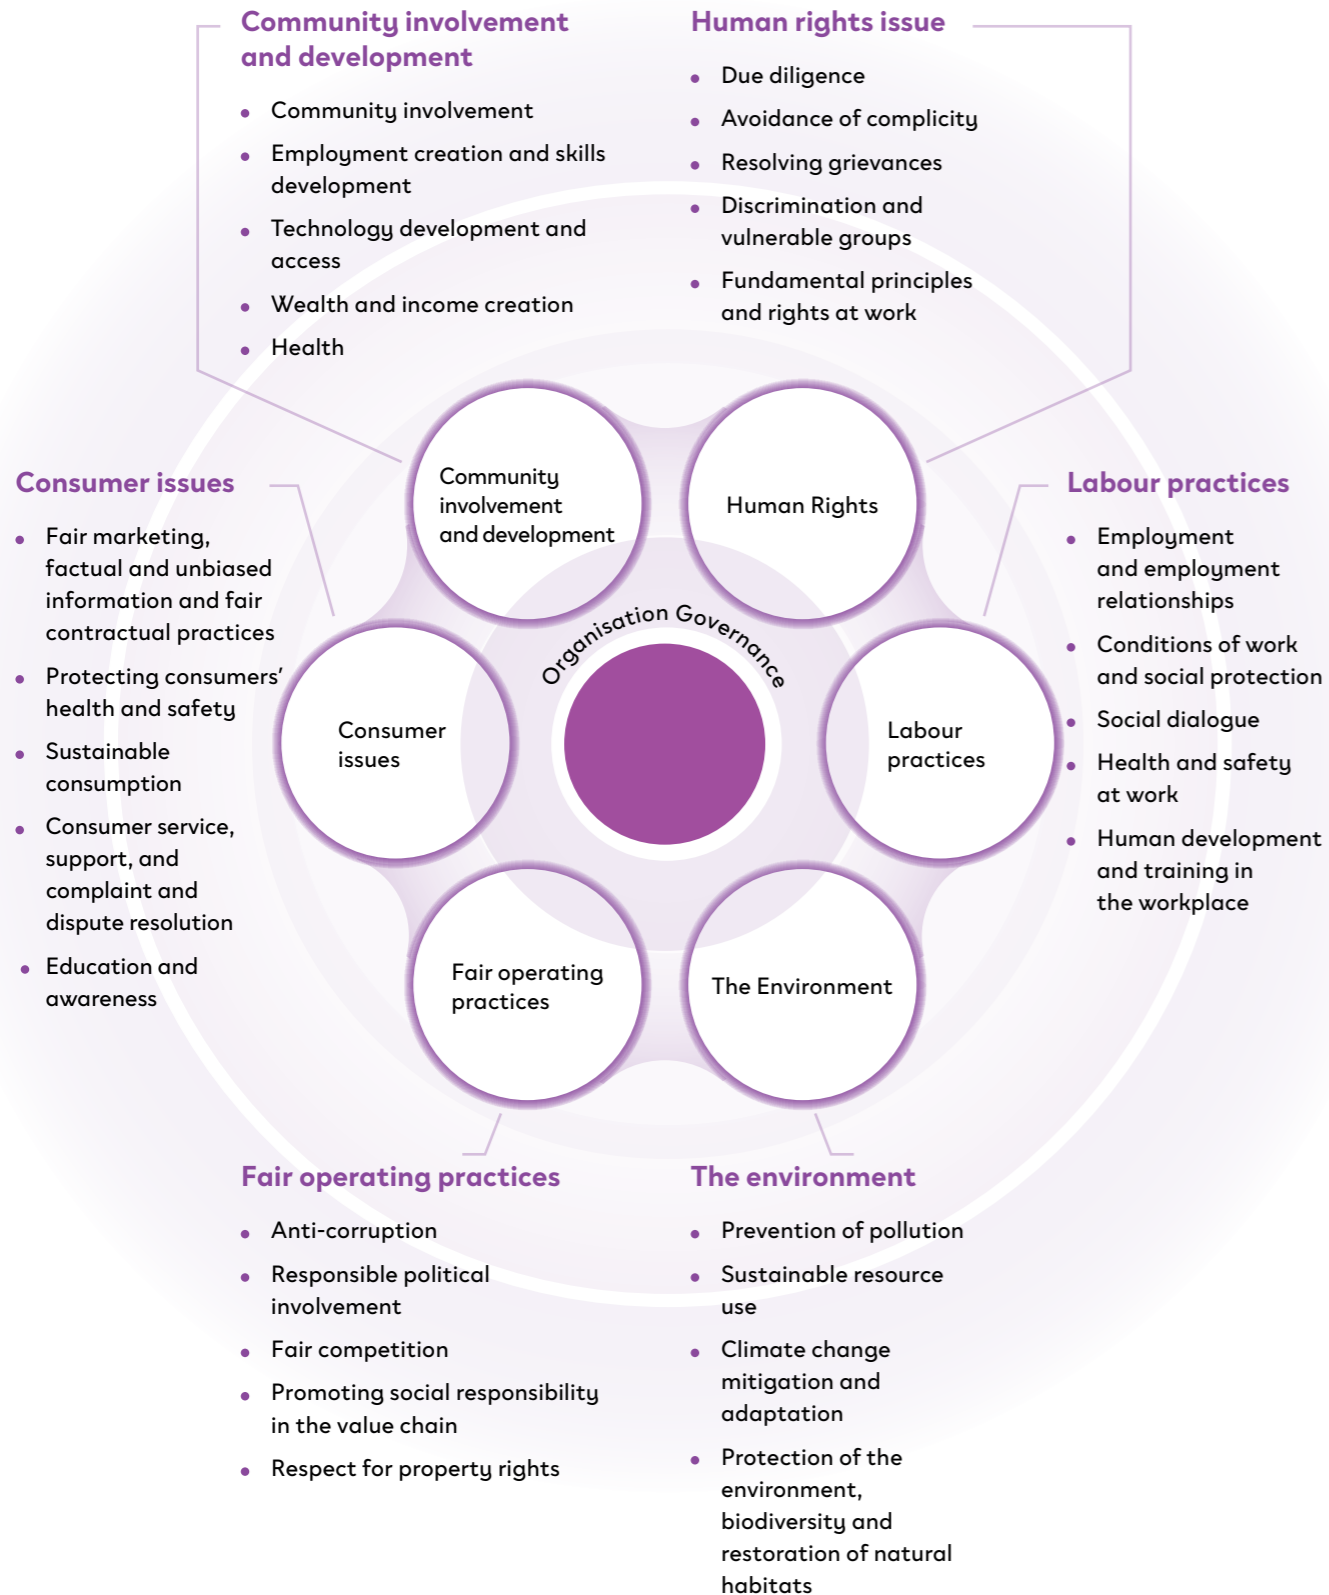 Community involvement
and development
• Community involvement
• Employment creation and skills
development
• Technology development and
access
• Wealth and income creation
• Health
Human rights issue
• Due diligence
• Avoidance of complicity
• Resolving grievances
• Discrimination and
vulnerable groups
• Fundamental principles
and rights at work
Consumer issues
• Fair marketing,
factual and unbiased
information and fair
contractual practices
• Protecting consumers’
health and safety
• Sustainable
consumption
• Consumer service,
support, and
complaint and
dispute resolution
• Education and
awareness
Community
involvement
and development
Human Rights
Organisation Governance
Consumer
issues
Labour
practices
Fair operating
practices
The Environment
Labour practices
• Employment
and employment
relationships
• Conditions of work
and social protection
• Social dialogue
• Health and safety
at work
• Human development
and training in
the workplace
Fair operating practices
• Anti-corruption
• Responsible political
involvement
• Fair competition
• Promoting social responsibility
in the value chain
• Respect for property rights
The environment
• Prevention of pollution
• Sustainable resource
use
• Climate change
mitigation and
adaptation
• Protection of the
environment,
biodiversity and
restoration of natural
habitats